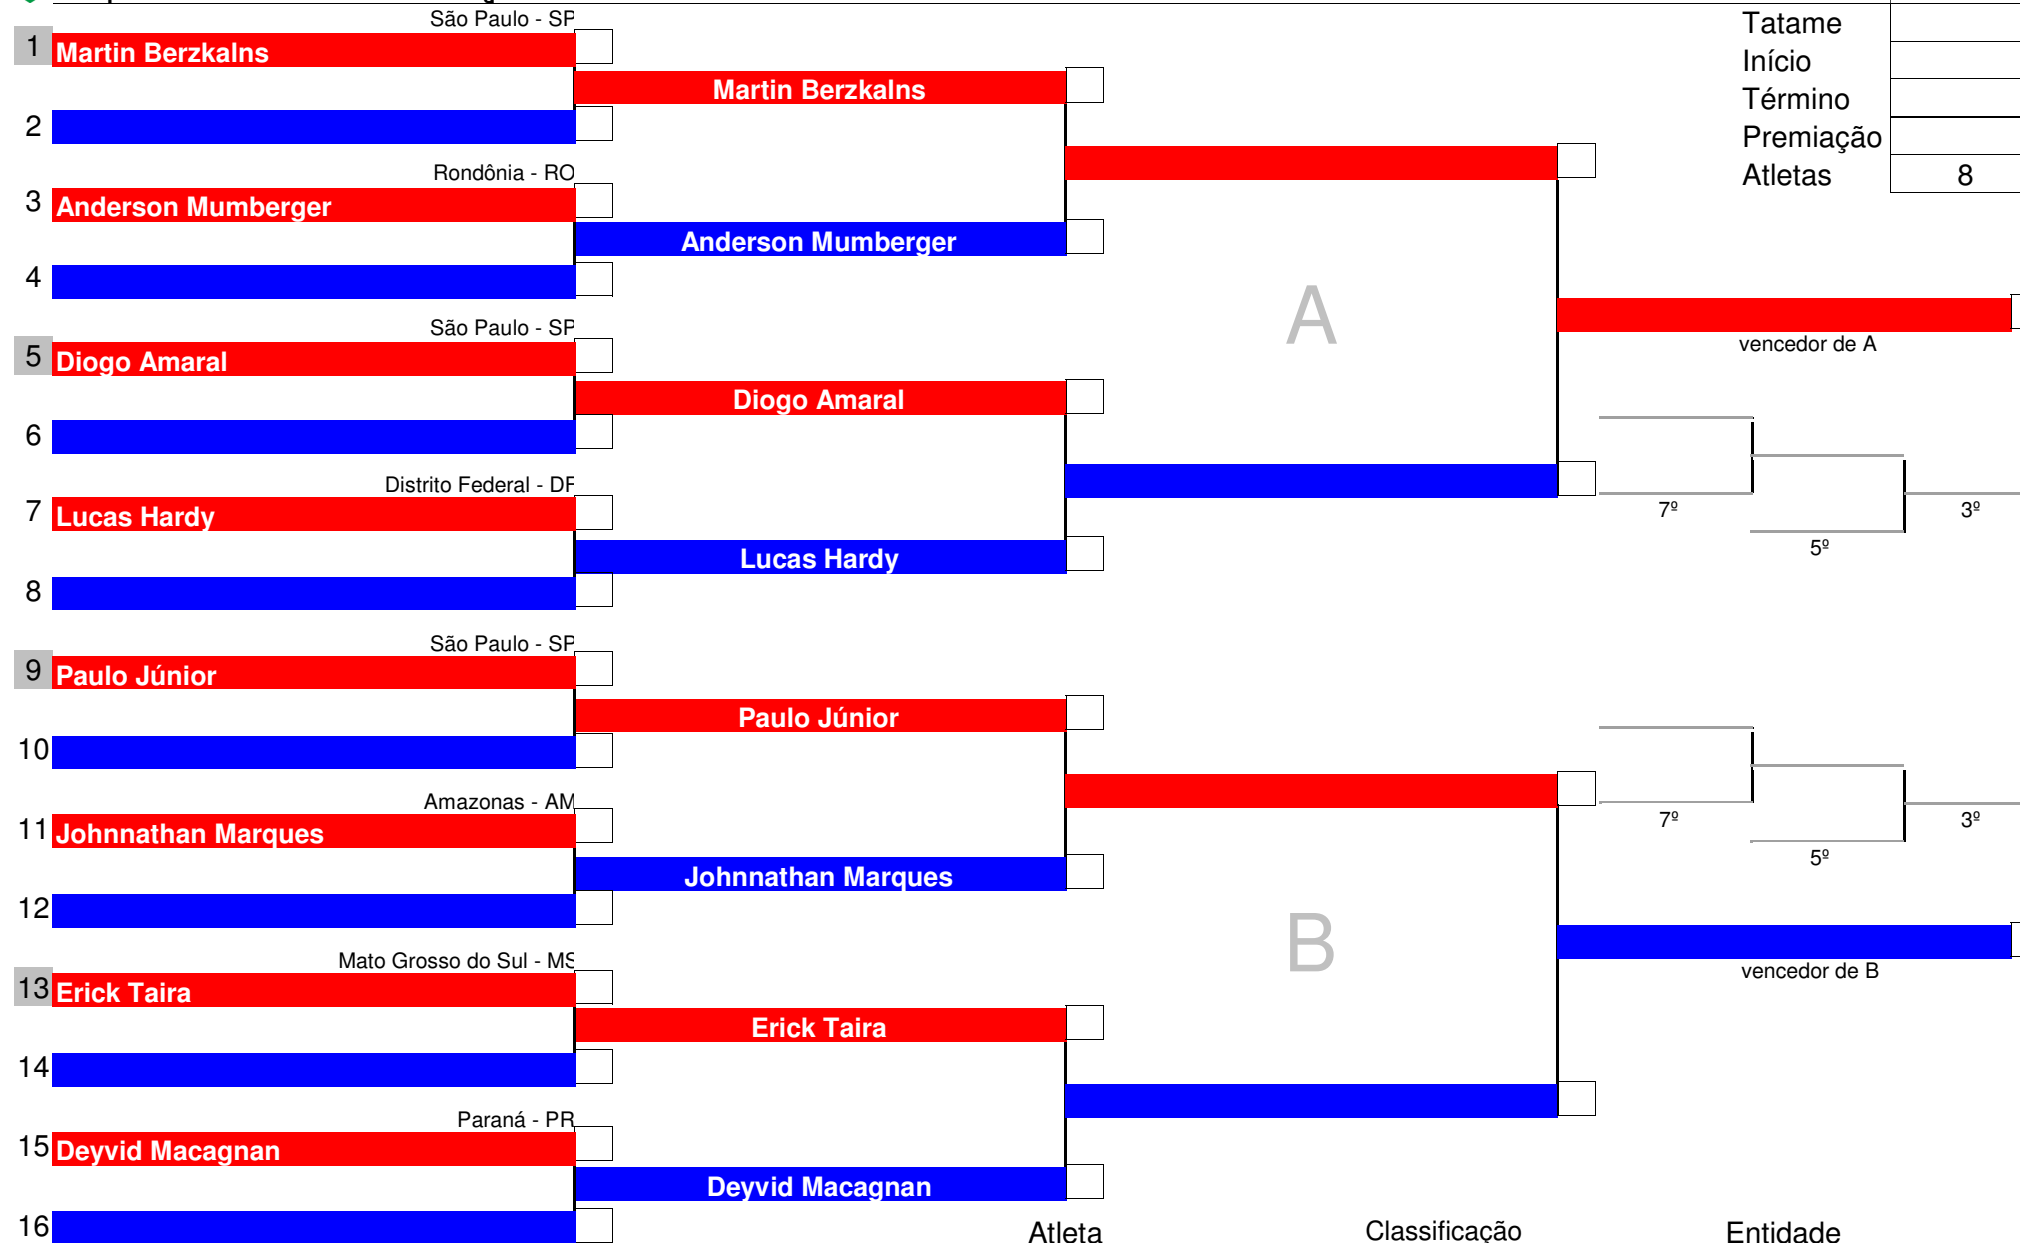 São Paulo - SP
1 Martin Berzkalns
Martin Berzkalns
2
Rondônia - RO
3 Anderson Mumberger
Anderson Mumberger
4
São Paulo - SP
5 Diogo Amaral
Diogo Amaral
6
Distrito Federal - DF
7 Lucas Hardy
Lucas Hardy
8
São Paulo - SP
9 Paulo Júnior
Paulo Júnior
10
Amazonas - AM
11 Johnnathan Marques
Johnnathan Marques
12
Mato Grosso do Sul - MS
13 Erick Taira
Erick Taira
14
Paraná - PR
15 Deyvid Macagnan
Deyvid Macagnan
16
A
B
Tatame
Início
Término
Premiação
Atletas 8
vencedor de A
7º
3º
5º
7º
3º
5º
vencedor de B
Atleta Classificação Entidade